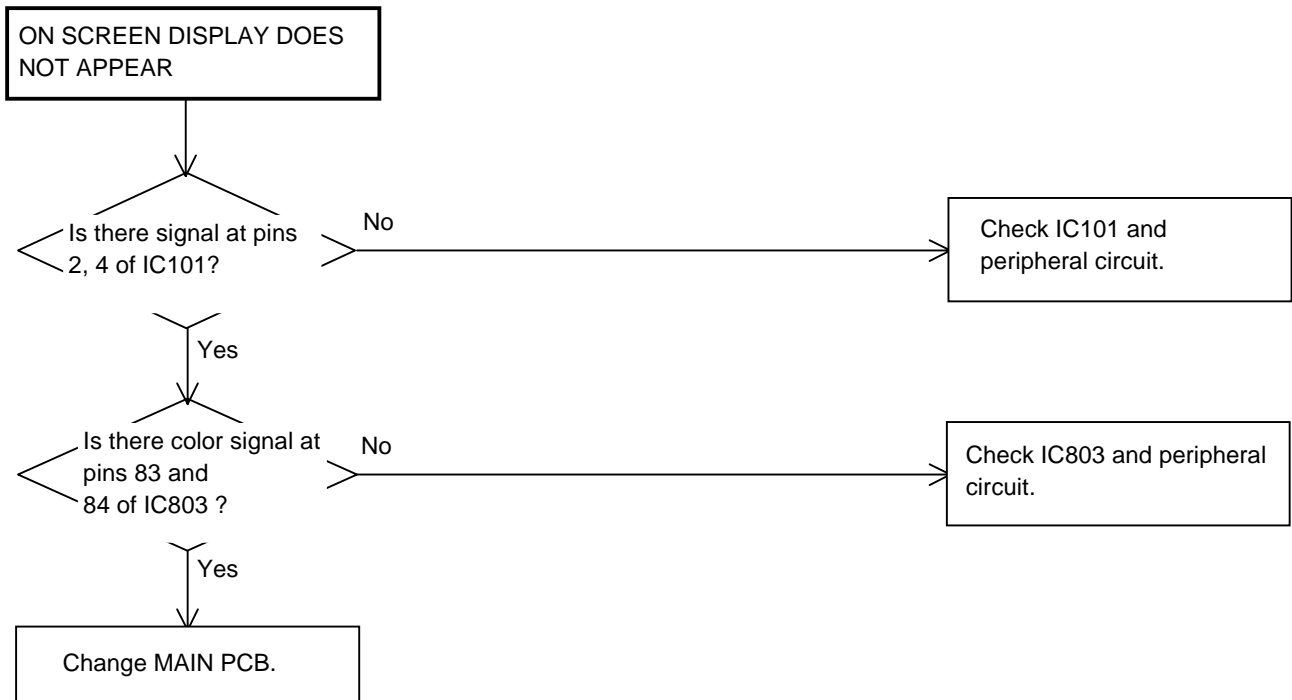 ON SCREEN DISPLAY DOES
NOT APPEAR
Is there signal at pins
2, 4 of IC101?
No
Check IC101 and
peripheral circuit.
Yes
Is there color signal at
pins 83 and
84 of IC803 ?
No
Check IC803 and peripheral
circuit.
Yes
Change MAIN PCB.